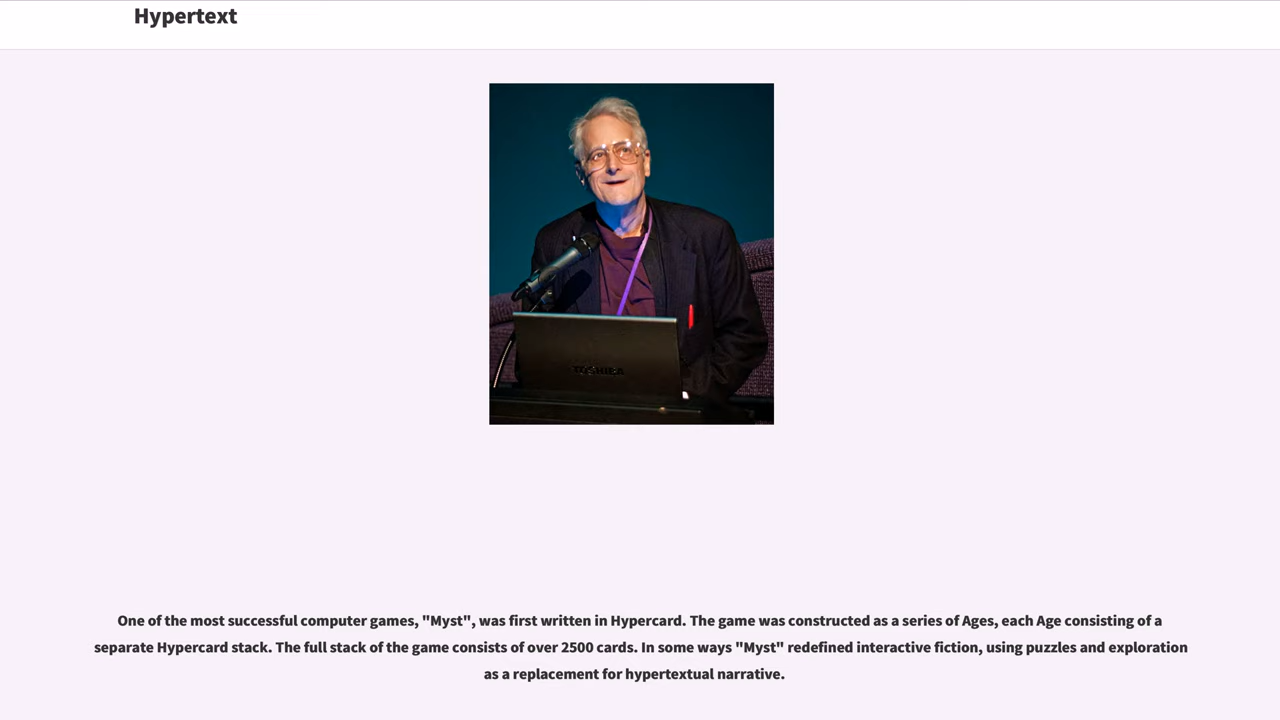 Hypertext
TOSHIBA
One of the most successful computer games, "Myst", was first written in Hypercard. The game was constructed as a series of Ages, each Age consisting of a
separate Hypercard stack. The full stack of the game consists of over 2500 cards. In some ways "Myst" redefined interactive fiction, using puzzles and exploration
as a replacement for hypertextual narrative.